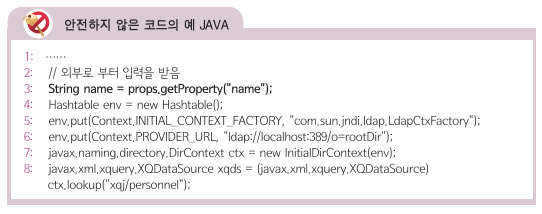 안전하지 않은 코드의 예 JAVA
1: ……
2: // 외부로 부터 입력을 받음
3: String name = props.getProperty("name");
4: Hashtable env = new Hashtable();
5: env.put(Context.INITIAL_CONTEXT_FACTORY, "com.sun.jndi.ldap.LdapCtxFactory");
6: env.put(Context.PROVIDER_URL, "ldap://localhost:389/o=rootDir");
7: javax.naming.directory.DirContext ctx = new InitialDirContext(env);
8: javax.xml.xquery.XQDataSource xqds = (javax.xml.xquery.XQDataSource)
ctx.lookup("xqj/personnel");